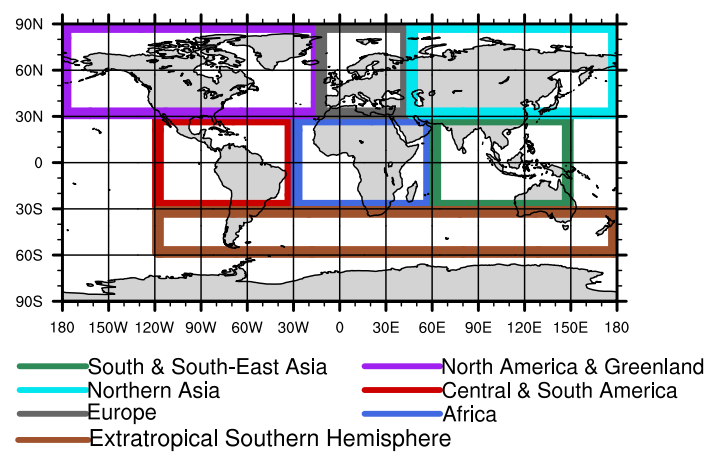 90N
60N
30N
0
30S
60S
90S
180 150W 120W 90W 60W 30W 0 30E 60E 90E 120E 150E 180
South & South-East Asia North America & Greenland
Northern Asia Central & South America
Europe Africa
Extratropical Southern Hemisphere